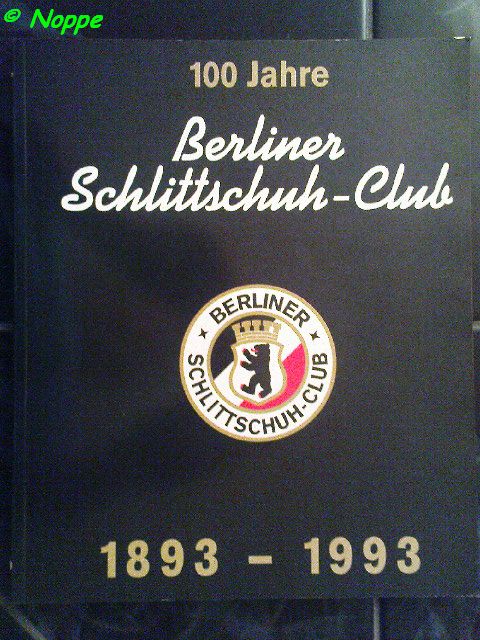 © Noppe
100 Jahre
Berliner
Schlittschuh-Club
BERLINER
SCHLITTSCHUH-CLUB
1893 - 1993